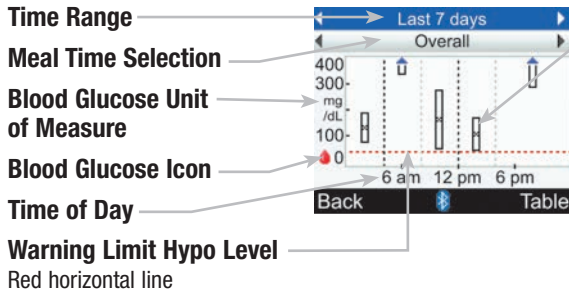 Time Range
Meal Time Selection
Blood Glucose Unit
of Measure
Blood Glucose Icon
Time of Day
Warning Limit Hypo Level
Red horizontal line
Last 7 days
Overall
400
300
mg
/dL
100
0
6 am 12 pm 6 pm
Back Table